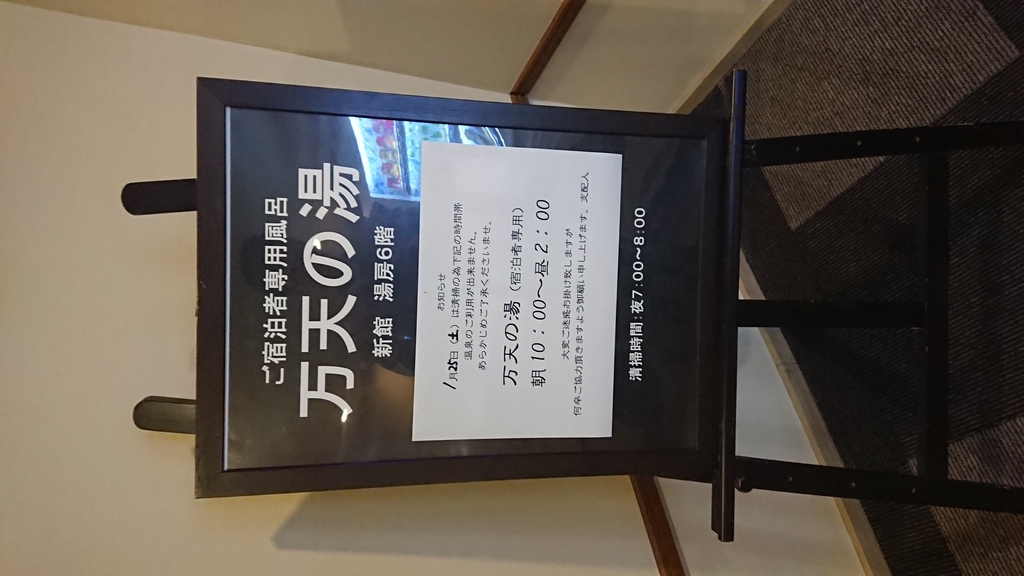 ご宿泊者専用風呂
万天の湯
新館 湯房6階
お知らせ
1月25日（土）は清掃の為下記の時間帯
温泉のご利用が出来ません。
あらかじめご了承くださいませ。
万天の湯（宿泊者専用）
朝10：00～昼2：00
大変ご迷惑お掛け致しますが
何卒ご協力頂きますよう御願い申し上げます。支配人
清掃時間:夜7:00～8:00